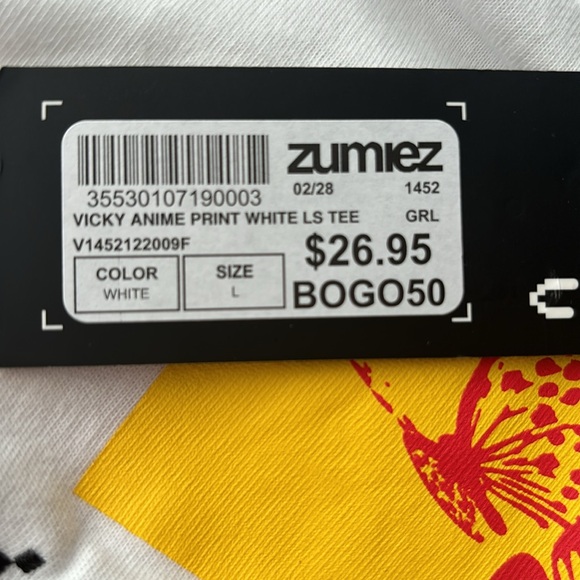 zumiez
35530107190003 02/28 1452
VICKY ANIME PRINT WHITE LS TEE GRL
V1452122009F $26.95
COLOR SIZE
WHITE L BOGO50